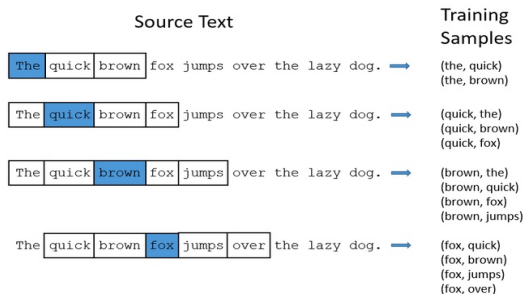 Source Text
Training
Samples
The quick brown fox jumps over the lazy dog.
(the, quick)
(the, brown)
The quick brown fox jumps over the lazy dog.
(quick, the)
(quick, brown)
(quick, fox)
The quick brown fox jumps over the lazy dog.
(brown, the)
(brown, quick)
(brown, fox)
(brown, jumps)
The quick brown fox jumps over the lazy dog.
(fox, quick)
(fox, brown)
(fox, jumps)
(fox, over)